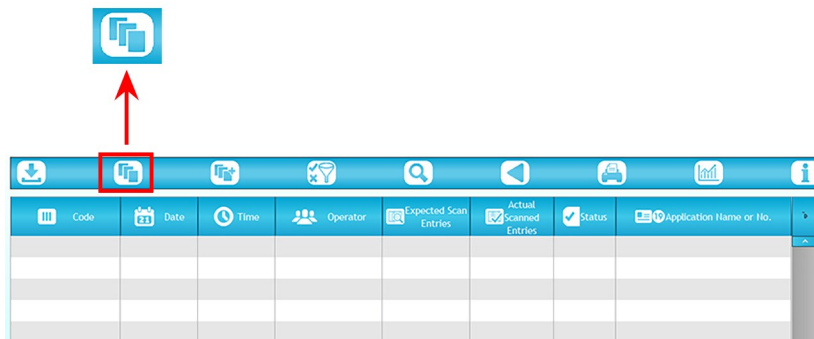 Code
21
Date
Time
Operator
Expected Scan
Entries
Actual
Scanned
Entries
Status
19
Application Name or No.